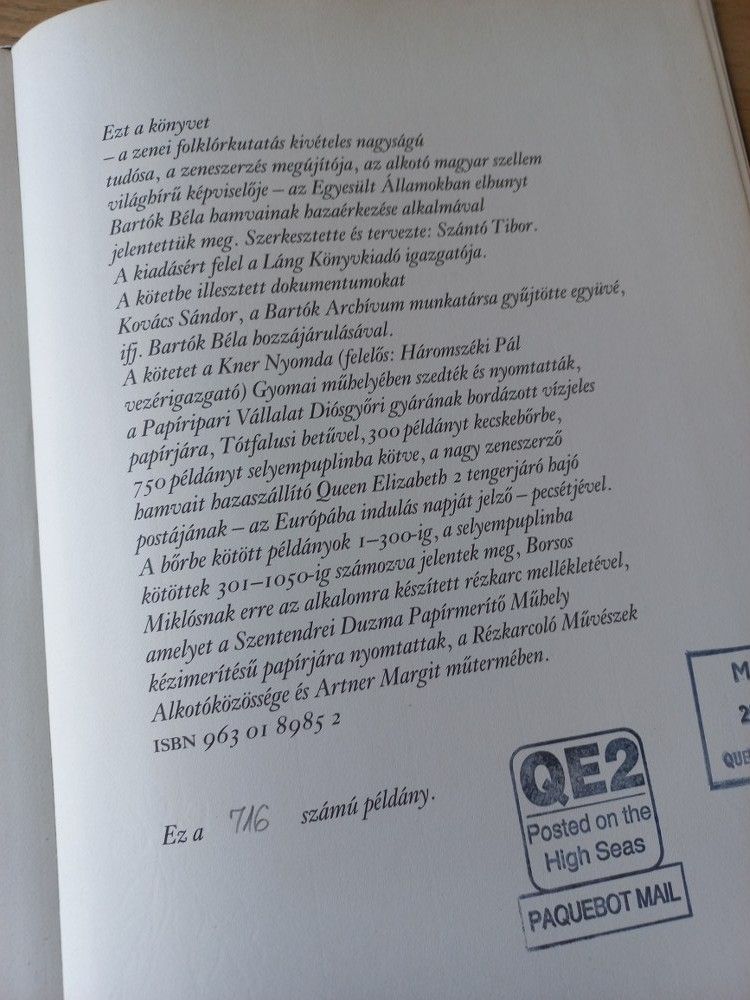 Ezt a könyvet
– a zenei folklórkutatás kivételes nagyságú
tudósa, a zeneszerzés megújítója, az alkotó magyar szellem
világhírű képviselője – az Egyesült Államokban elhunyt
Bartók Béla hamvainak hazaérkezése alkalmával
jelentettük meg. Szerkesztette és tervezte: Szántó Tibor.
A kiadásért felel a Láng Könyvkiadó igazgatója.
A kötetbe illesztett dokumentumokat
Kovács Sándor, a Bartók Archívum munkatársa gyűjtötte együvé,
ifj. Bartók Béla hozzájárulásával.
A kötetet a Kner Nyomda (felelős: Háromszéki Pál
vezérigazgató) Gyomai műhelyében szedték és nyomtatták,
a Papíripari Vállalat Diósgyőri gyárának bordázott vízjeles
papírjára, Tótfalusi betűvel, 300 példányt kecskebőrbe,
750 példányt selyempuplinba kötve, a nagy zeneszerző
hamvait hazaszállító Queen Elizabeth 2 tengerjáró hajó
postájának – az Európába indulás napját jelző – pecsétjével.
A bőrbe kötött példányok 1–300-ig, a selyempuplinba
kötöttek 301–1050-ig számozva jelentek meg, Borsos
Miklósnak erre az alkalomra készített rézkarc mellékletével,
amelyet a Szentendrei Duzma Papírmerítő Műhely
kézimerítésű papírjára nyomtattak, a Rézkarcoló Művészek
Alkotóközössége és Artner Margit műtermében.
ISBN 963 01 8985 2
Ez a 716 számú példány.
QE2
Posted on the
High Seas
PAQUEBOT MAIL